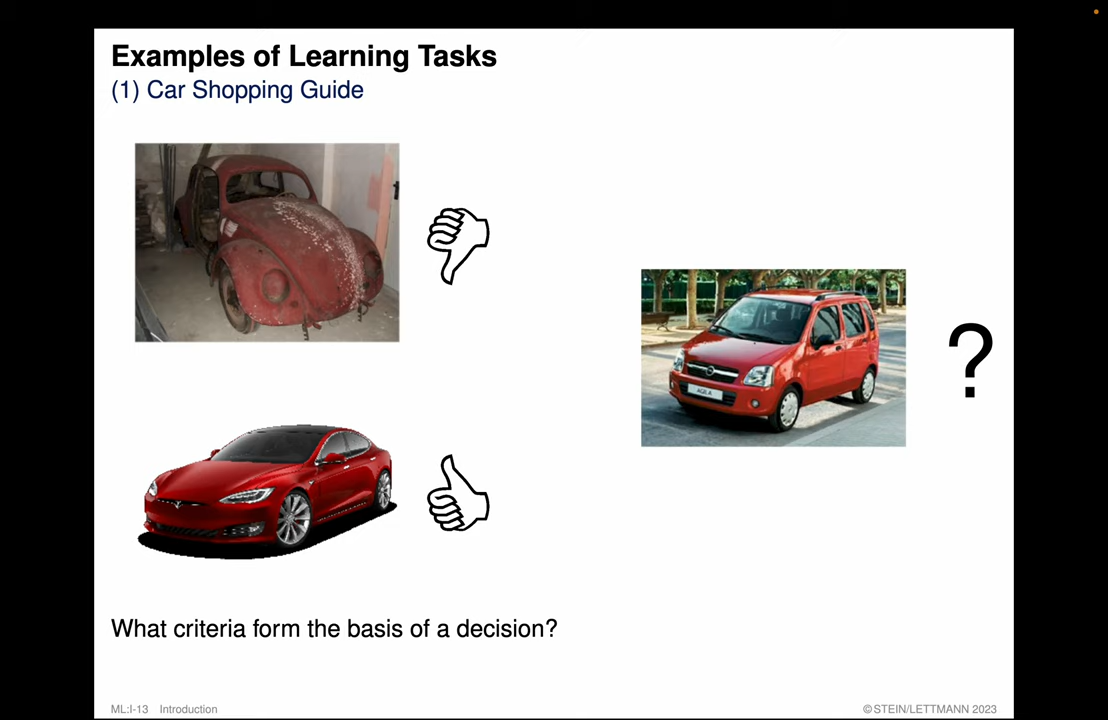 Examples of Learning Tasks
(1) Car Shopping Guide
AGILA
?
What criteria form the basis of a decision?
ML:I-13 Introduction
©STEIN/LETTMANN 2023